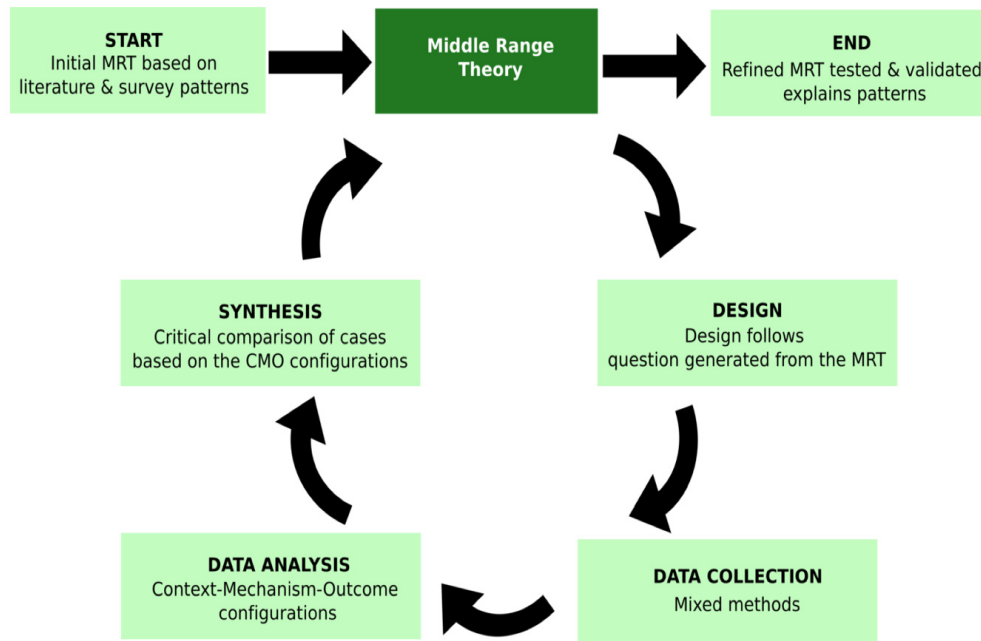 START
Initial MRT based on
literature & survey patterns
Middle Range
Theory
END
Refined MRT tested & validated
explains patterns
SYNTHESIS
Critical comparison of cases
based on the CMO configurations
DESIGN
Design follows
question generated from the MRT
DATA ANALYSIS
Context-Mechanism-Outcome
configurations
DATA COLLECTION
Mixed methods